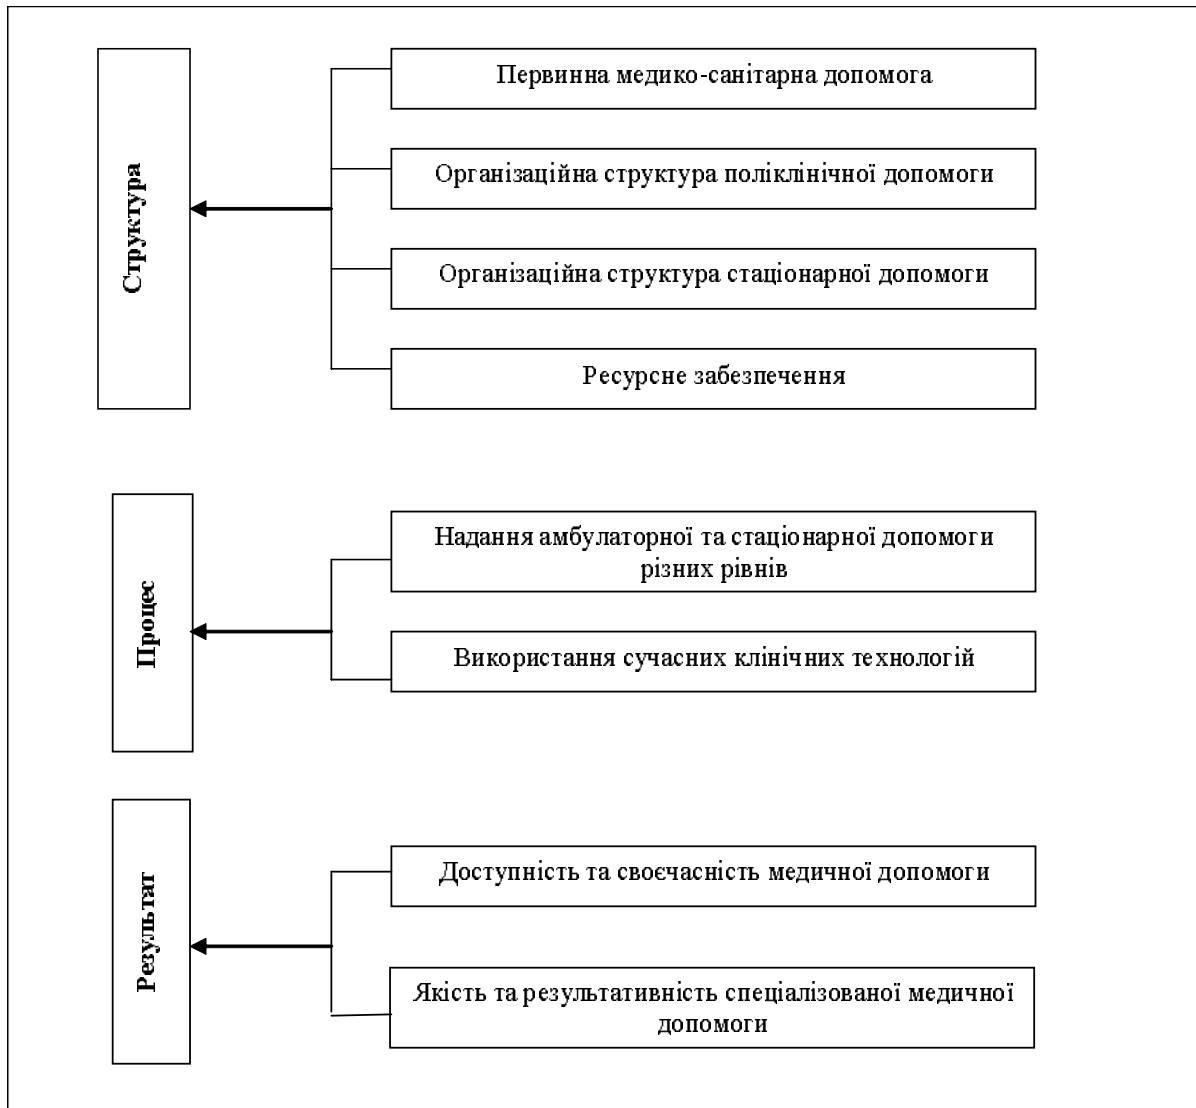 Структура
Первинна медико-санітарна допомога
Організаційна структура поліклінічної допомоги
Організаційна структура стаціонарної допомоги
Ресурсне забезпечення
Процес
Надання амбулаторної та стаціонарної допомоги
різних рівнів
Використання сучасних клінічних технологій
Результат
Доступність та своєчасність медичної допомоги
Якість та результативність спеціалізованої медичної
допомоги